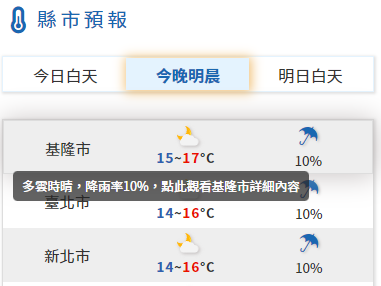 縣市預報
今日白天 今晚明晨 明日白天
基隆市 15~17°C 10%
多雲時晴，降雨率10%，點此觀看基隆市詳細內容
臺北市 14~16°C 10%
新北市 14~16°C 10%